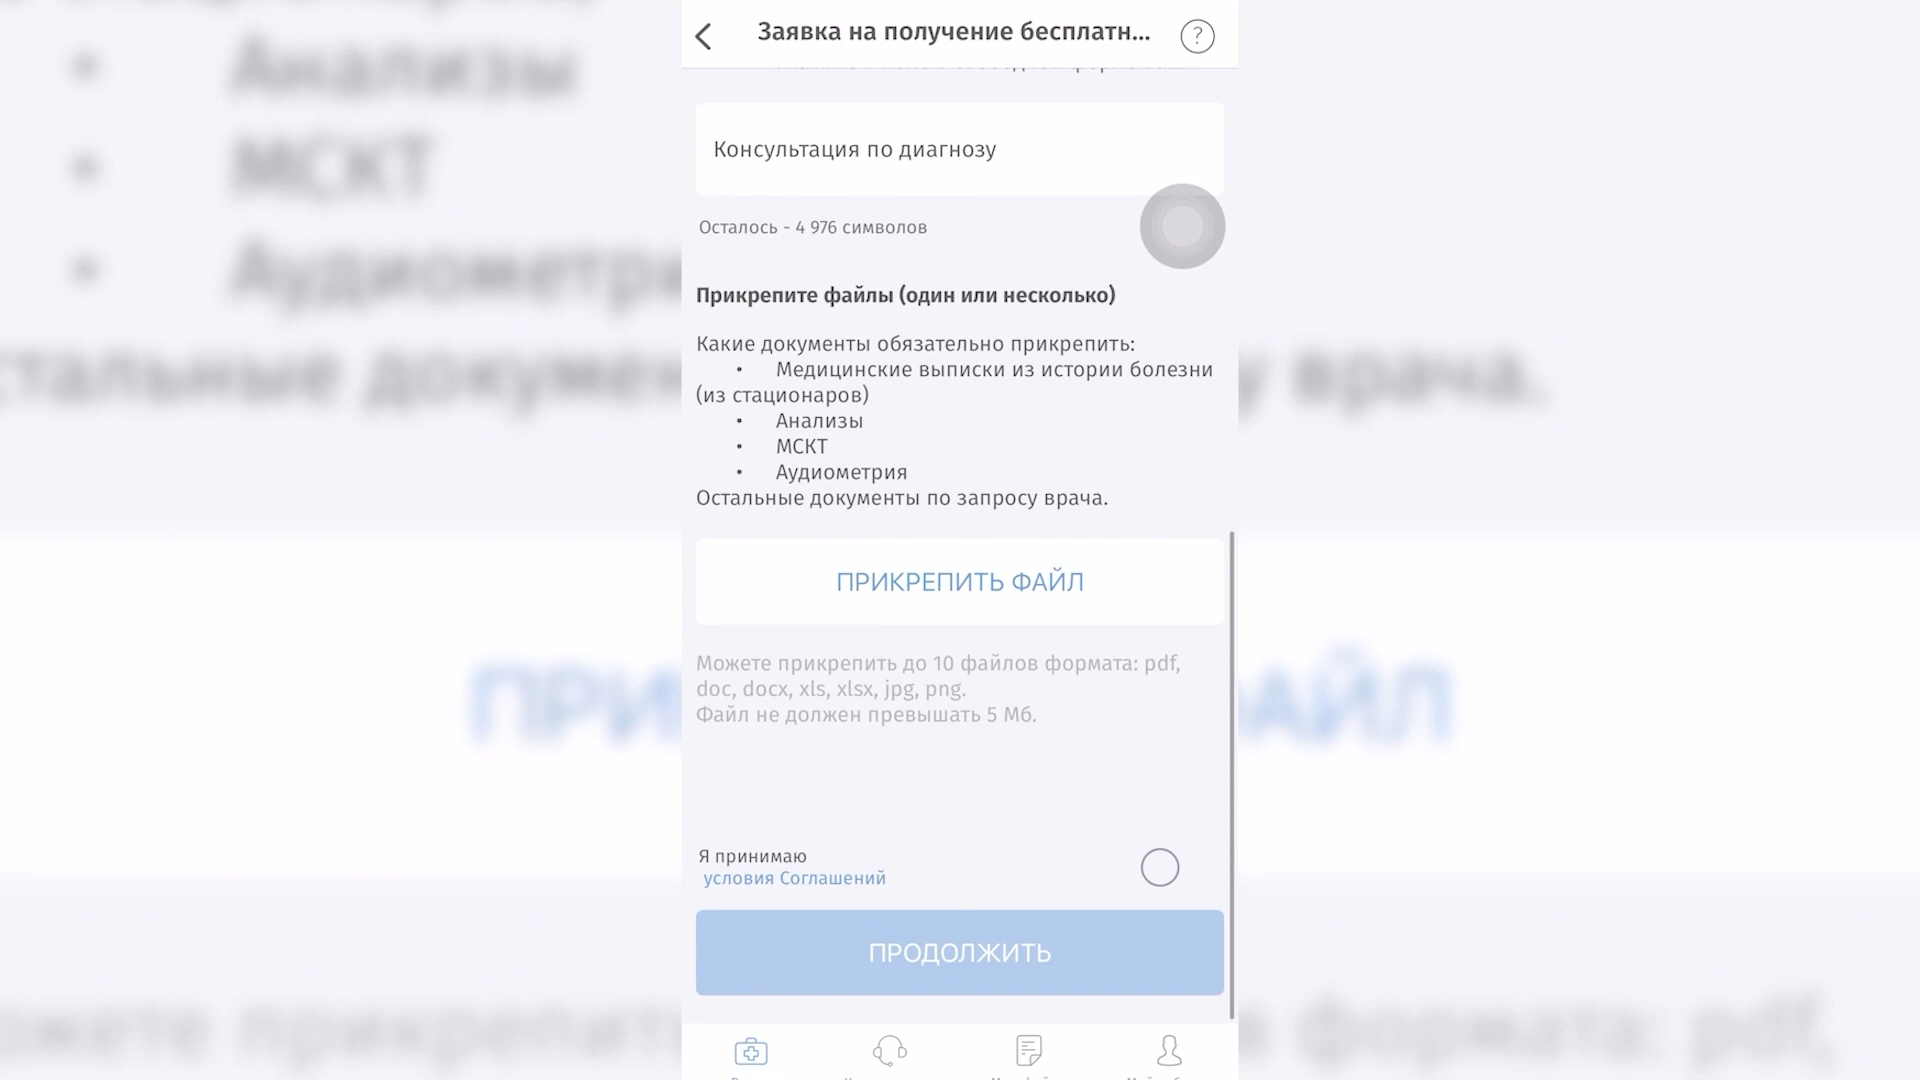 Заявка на получение бесплатн...
Консультация по диагнозу
Осталось - 4 976 символов
Прикрепите файлы (один или несколько)
Какие документы обязательно прикрепить:
• Медицинские выписки из истории болезни
(из стационаров)
• Анализы
• МСКТ
• Аудиометрия
Остальные документы по запросу врача.
ПРИКРЕПИТЬ ФАЙЛ
Можете прикрепить до 10 файлов формата: pdf,
doc, docx, xls, xlsx, jpg, png.
Файл не должен превышать 5 Мб.
Я принимаю
условия Соглашений
ПРОДОЛЖИТЬ